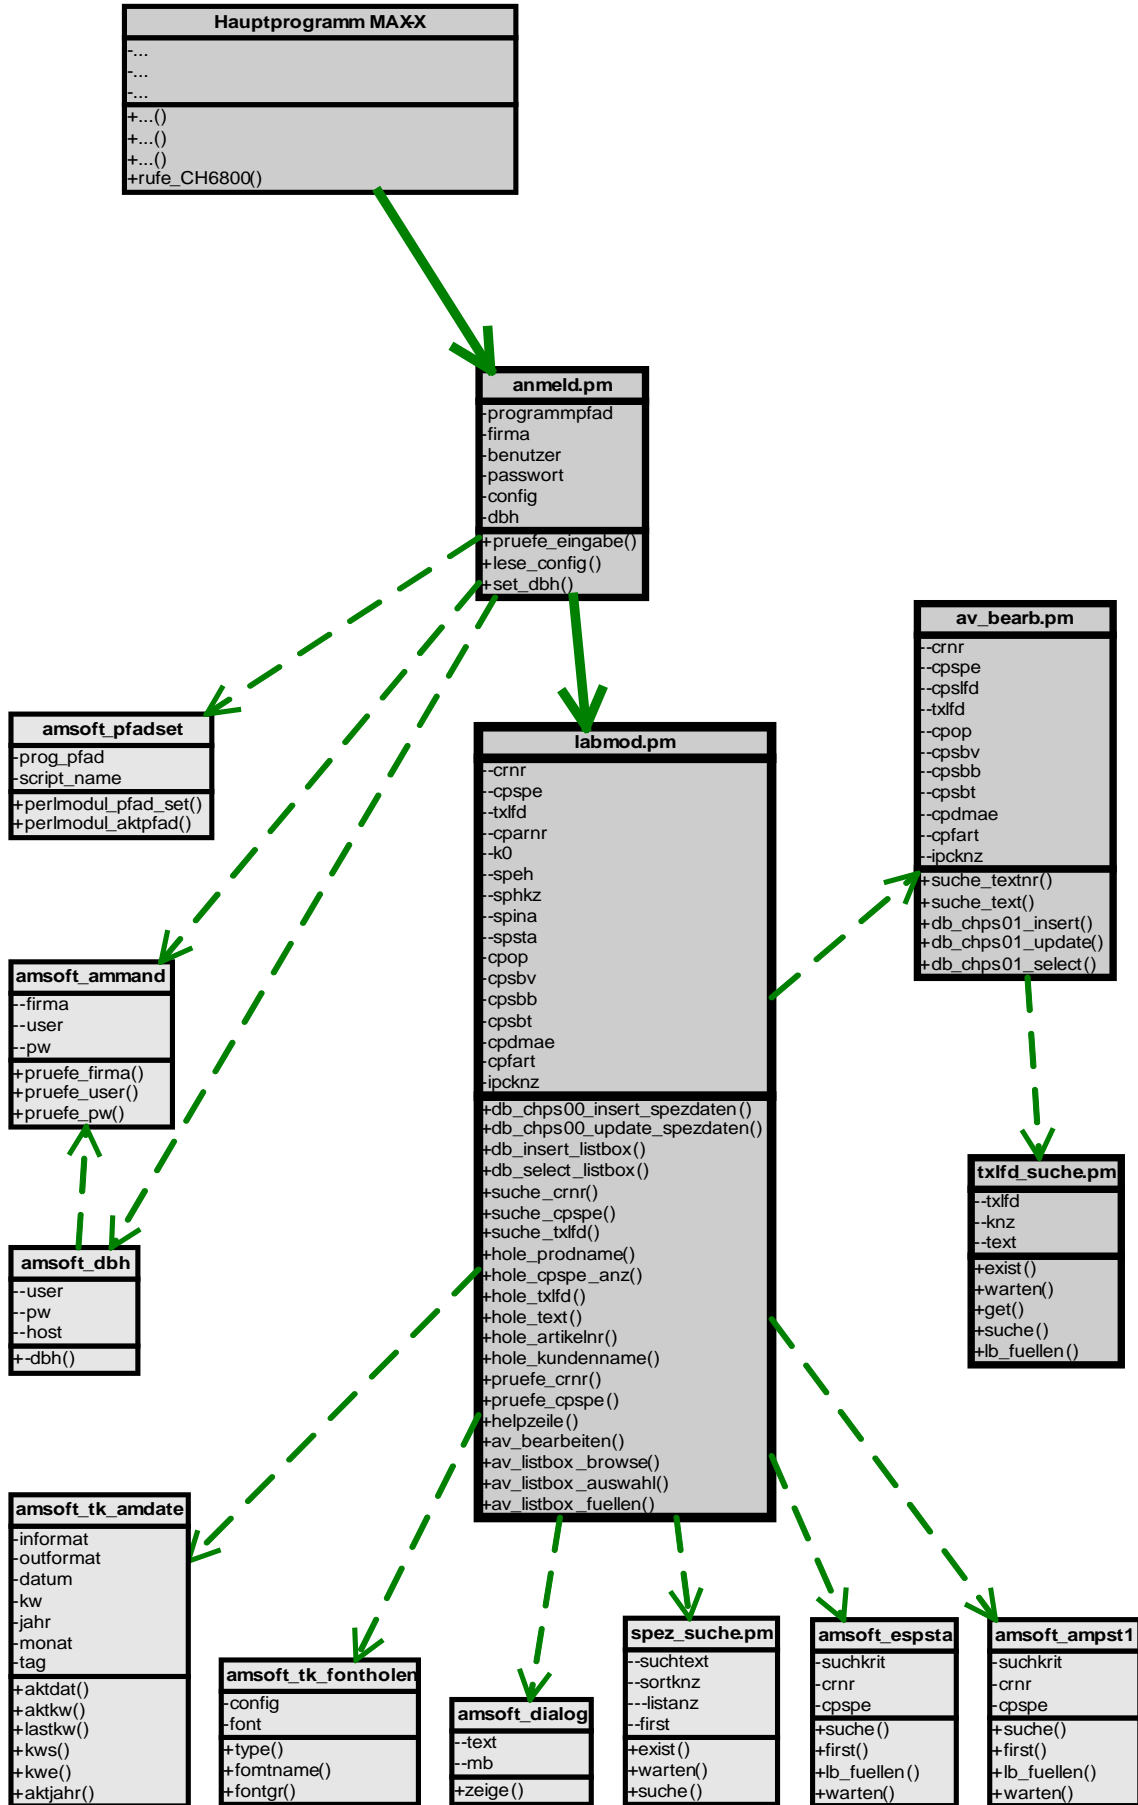 Hauptprogramm MAX-X
-...
-...
-...
+...()
+...()
+...()
+rufe_CH6800()
anmeld.pm
-programmpfad
-firma
-benutzer
-passwort
-config
-dbh
+pruefe_eingabe()
+lese_config()
+set_dbh()
av_bearb.pm
--crnr
--cpspe
--cpslfd
--txlfd
--cpop
--cpsbv
--cpsbb
--cpsbt
--cpdmae
--cpfart
--ipcknz
+suche_textnr()
+suche_text()
+db_chps01_insert()
+db_chps01_update()
+db_chps01_select()
amsoft_pfadset
-prog_pfad
-script_name
+perlmodul_pfad_set()
+perlmodul_aktpfad()
labmod.pm
--crnr
--cpspe
--txlfd
--cparnr
--k0
--speh
--sphkz
--spina
--spsta
-cpop
-cpsbv
-cpsbb
-cpsbt
-cpdmae
-cpfart
-ipcknz
+db_chps00_insert_spezdaten()
+db_chps00_update_spezdaten()
+db_insert_listbox()
+db_select_listbox()
+suche_crnr()
+suche_cpspe()
+suche_txlfd()
+hole_prodname()
+hole_cpspe_anz()
+hole_txlfd()
+hole_text()
+hole_artikelnr()
+hole_kundenname()
+pruefe_crnr()
+pruefe_cpspe()
+helpzeile()
+av_bearbeiten()
+av_listbox_browse()
+av_listbox_auswahl()
+av_listbox_fuellen()
amsoft_ammand
--firma
--user
--pw
+pruefe_firma()
+pruefe_user()
+pruefe_pw()
txlfd_suche.pm
--txlfd
--knz
--text
+exist()
+warten()
+get()
+suche()
+lb_fuellen()
amsoft_dbh
--user
--pw
--host
+-dbh()
amsoft_tk_amdate
-informat
-outformat
-datum
-kw
-jahr
-monat
-tag
+aktdat()
+aktkw()
+lastkw()
+kws()
+kwe()
+aktjahr()
amsoft_tk_fontholen
-config
-font
+type()
+fomtname()
+fontgr()
amsoft_dialog
--text
--mb
+zeige()
spez_suche.pm
--suchtext
--sortknz
---listanz
--first
+exist()
+warten()
+suche()
amsoft_espsta
-suchkrit
-crnr
-cpspe
+suche()
+first()
+lb_fuellen()
+warten()
amsoft_ampst1
-suchkrit
-crnr
-cpspe
+suche()
+first()
+lb_fuellen()
+warten()